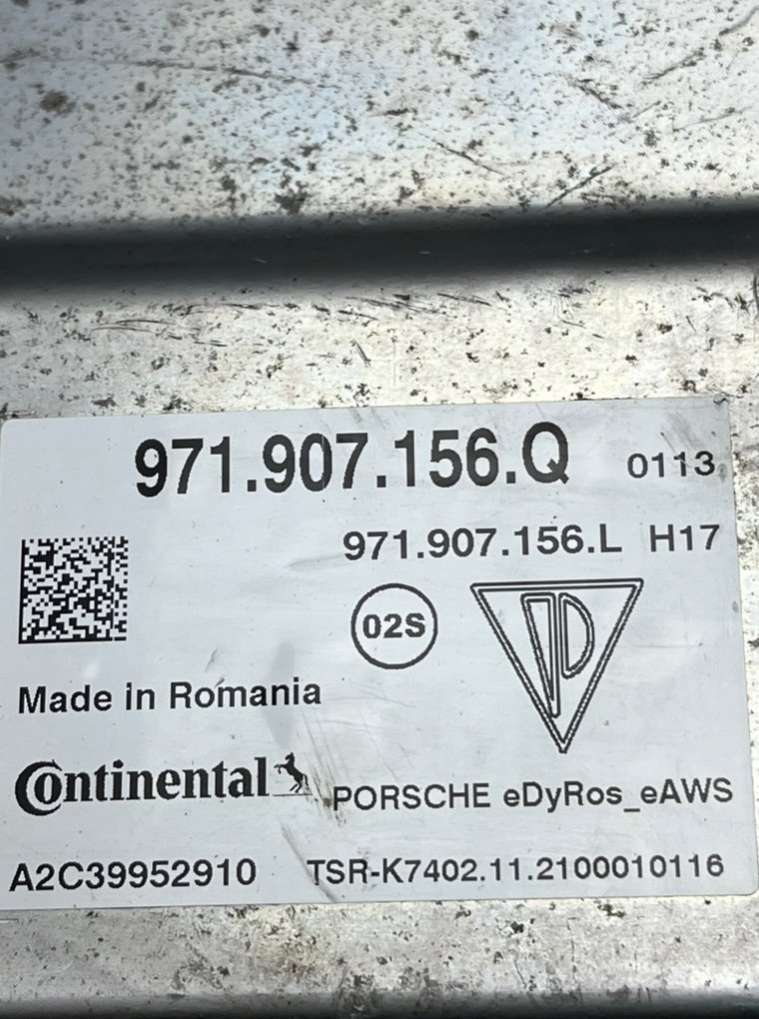 971.907.156.Q 0113
971.907.156.L H17
02S
Made in Romania
Continental
PORSCHE eDyRos_eAWS
A2C39952910 TSR-K7402.11.2100010116